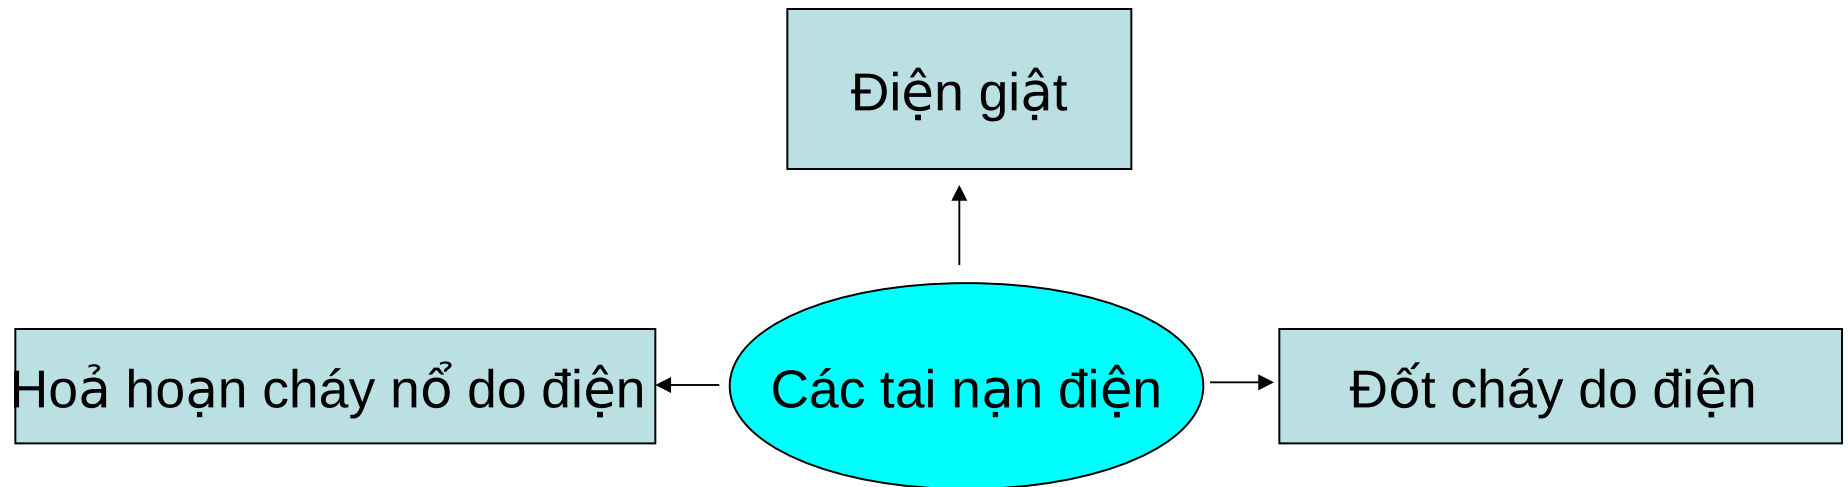 Điện giật
Hoả hoạn cháy nổ do điện
Các tai nạn điện
Đốt cháy do điện